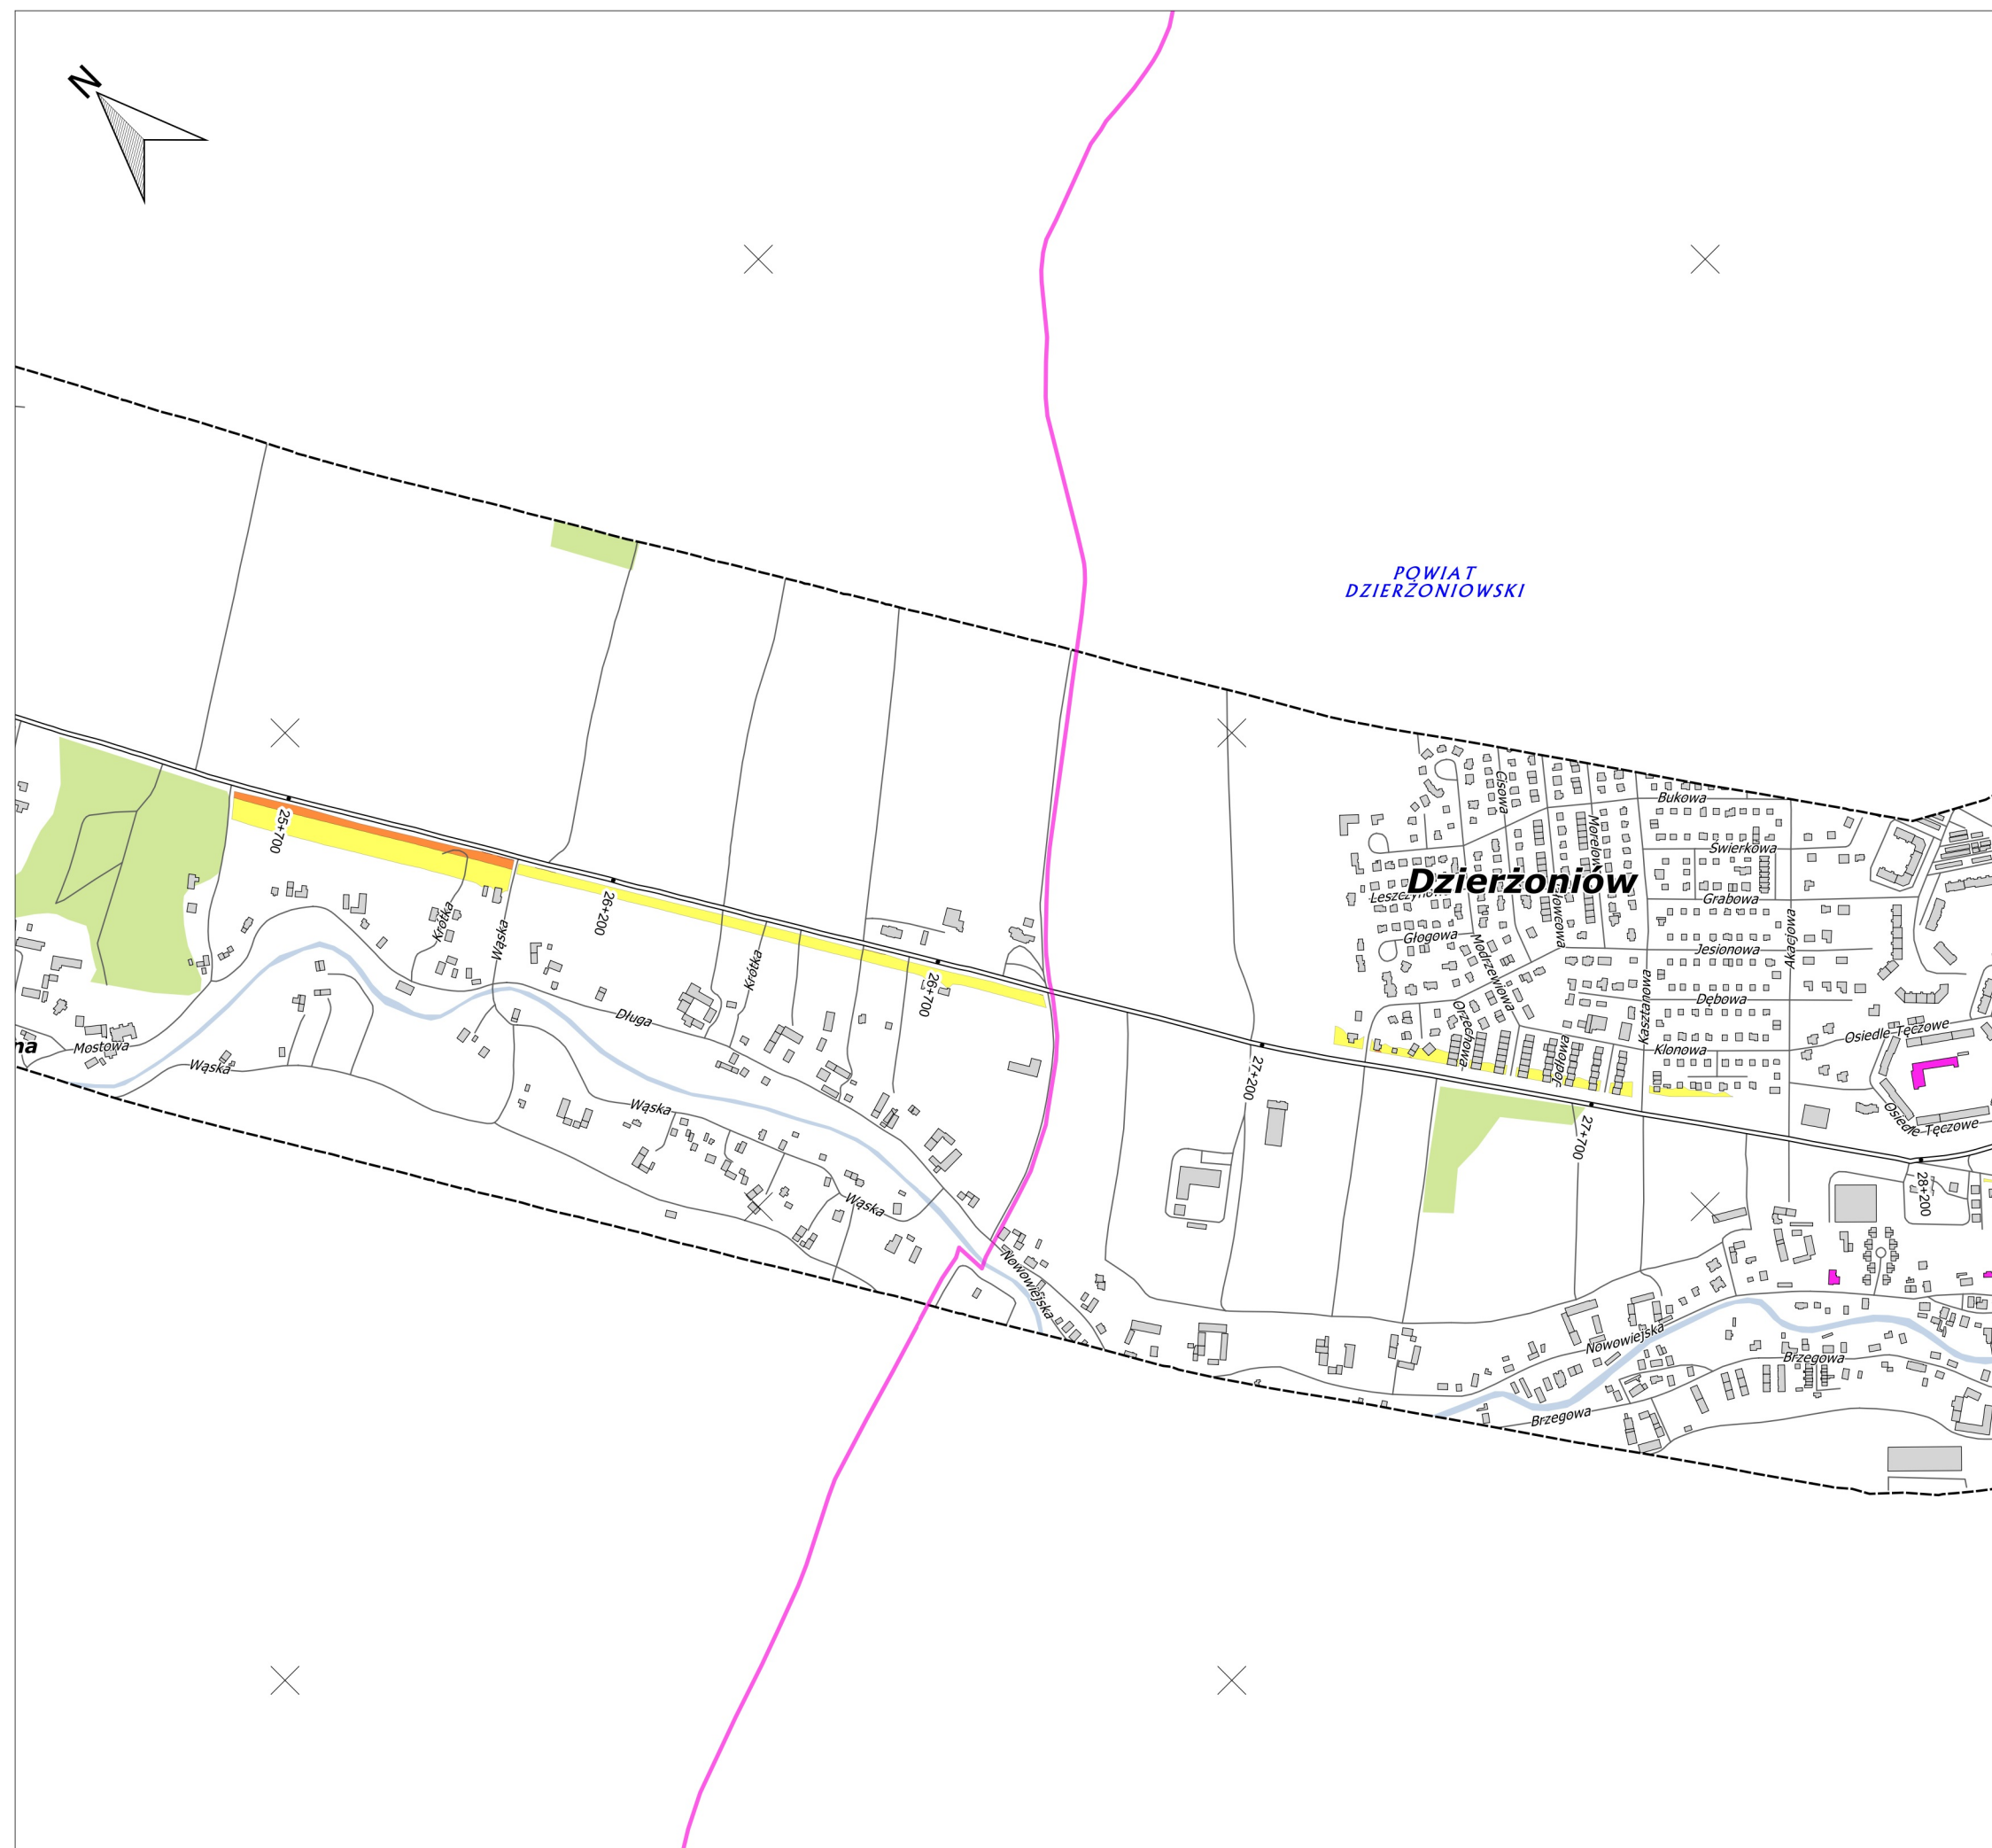 N
POWIAT
DZIERŻONIOWSKI
Cisowa
Bukowa
Morelowa
Świerkowa
Dzierżoniów
Leszczynowa
Grabowa
25+700
26+200
Krótka
Wąska
Głogowa
Modrzewiowa
Jesionowa
Akacjowa
Krótka
26+700
Kasztanowa
Dębowa
Długa
Orzechowa
Osiedle Tęczowe
na
Mostowa
Jodłowa
Klonowa
Wąska
27+200
Wąska
Osiedle Tęczowe
27+700
28+200
Wąska
Nowowiejska
Nowowiejska
Brzegowa
Brzegowa